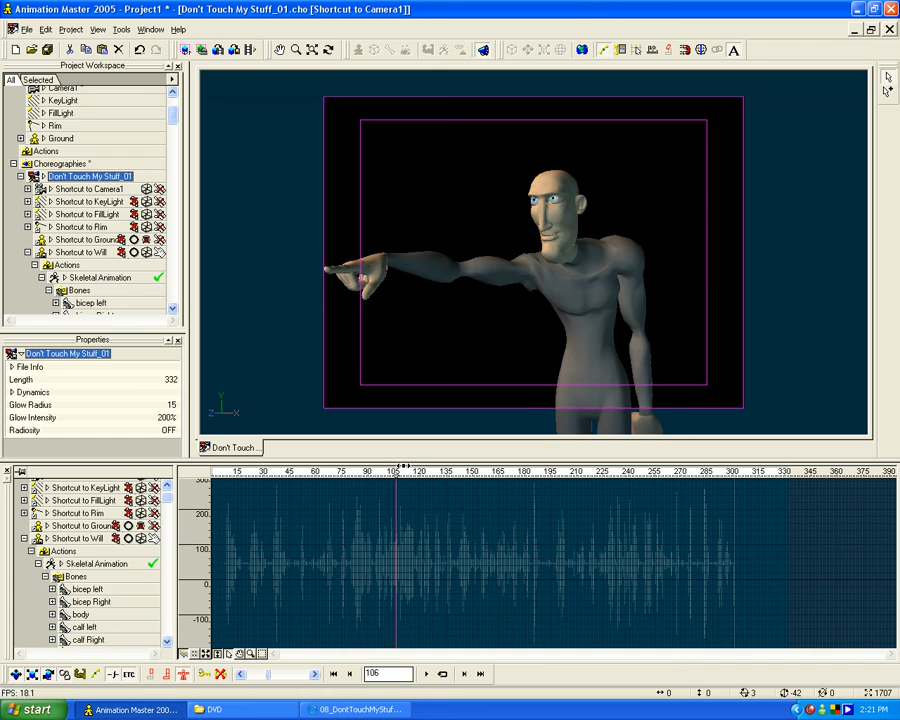 Animation Master 2005 - Project1 * - [Don't Touch My Stuff_01.cho [Shortcut to Camera1]]
File Edit Project View Tools Window Help
Project Workspace
All Selected
Camera1
KeyLight
FillLight
Rim
Ground
Actions
Choreographies *
Don't Touch My Stuff_01
Shortcut to Camera1
Shortcut to KeyLight
Shortcut to FillLight
Shortcut to Rim
Shortcut to Ground
Shortcut to Will
Actions
Skeletal Animation
Bones
bicep left
Properties
Don't Touch My Stuff_01
File Info
Length 332
Dynamics
Glow Radius 15
Glow Intensity 200%
Radiosity OFF
Y
Z X
Don't Touch ...
15 30 45 60 75 90 105 120 135 150 165 180 195 210 225 240 255 270 285 300 315 330 345 360 375 390
Shortcut to KeyLight
Shortcut to FillLight
Shortcut to Rim
Shortcut to Ground
Shortcut to Will
Actions
Skeletal Animation
Bones
bicep left
bicep Right
body
calf left
calf Right
300.
200.
100.
0.
-100.
ETC.
106
FPS: 18.1
0 0 3 -42 0 1707
start
Animation Master 200...
DVD
08_DontTouchMyStuf...
2:21 PM